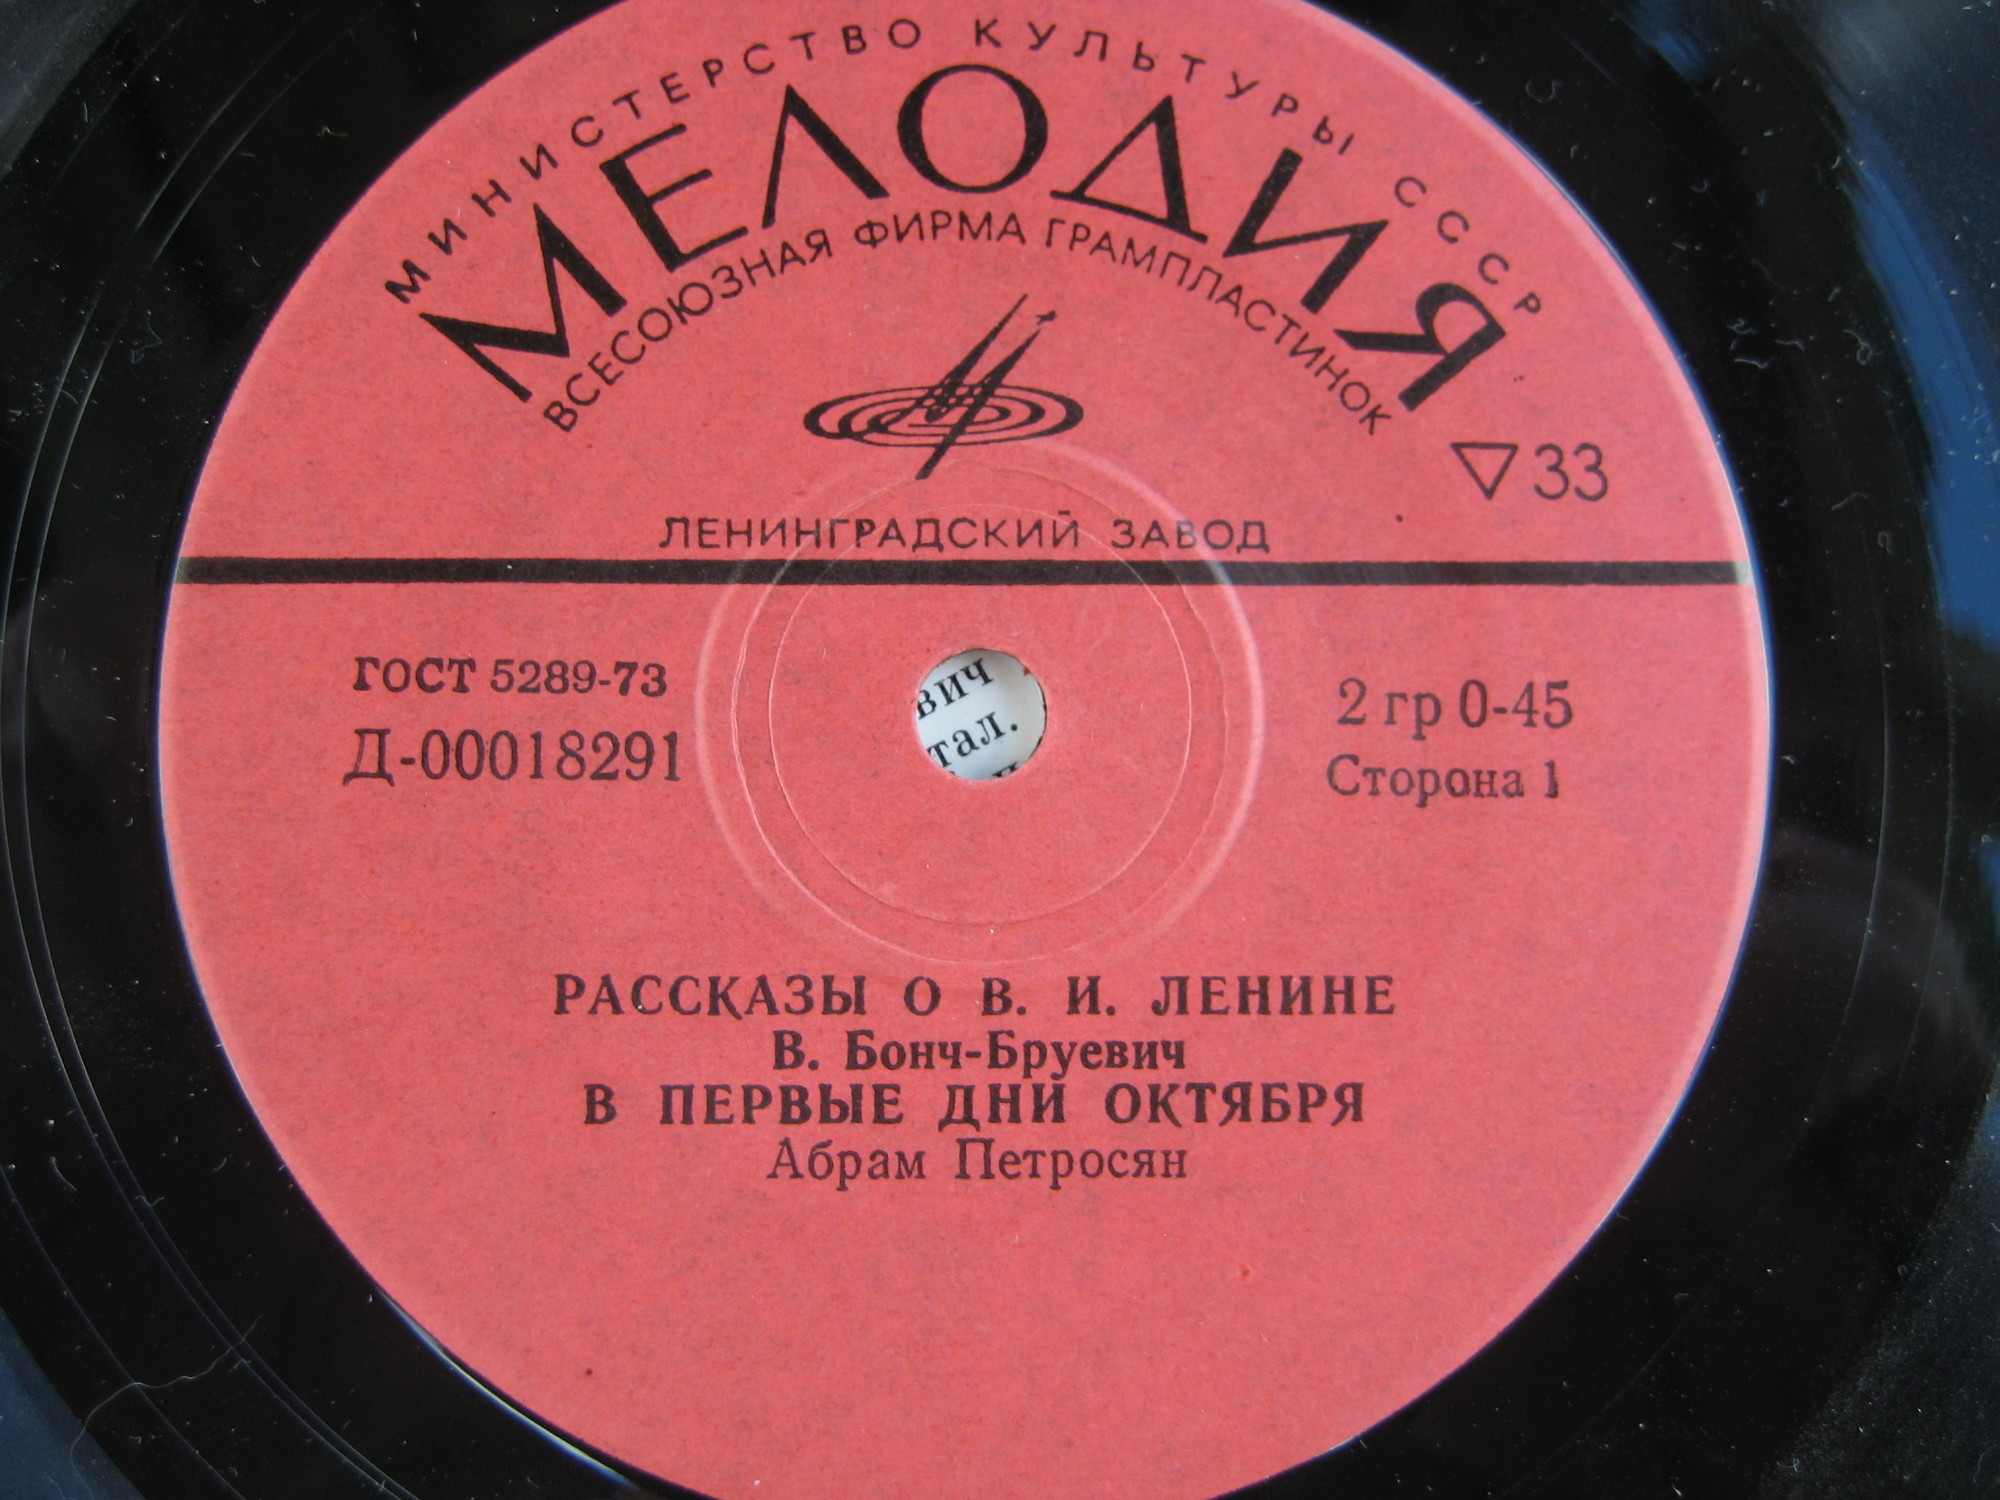 МИНИСТЕРСТВО КУЛЬТУРЫ СССР
МЕЛОДИЯ
ВСЕСОЮЗНАЯ ФИРМА ГРАМПЛАСТИНОК
33
ЛЕНИНГРАДСКИЙ ЗАВОД
ГОСТ 5289-73
Д-00018291
2 гр 0-45
Сторона 1
вич
тал.
РАССКАЗЫ О В. И. ЛЕНИНЕ
В. Бонч-Бруевич
В ПЕРВЫЕ ДНИ ОКТЯБРЯ
Абрам Петросян